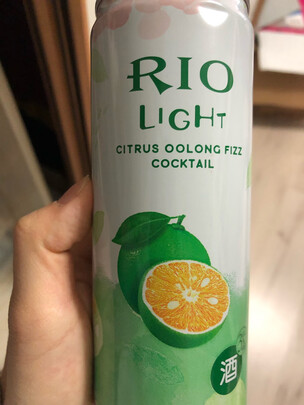 RIO
LIGHT
CITRUS OOLONG FIZZ
COCKTAIL
酒